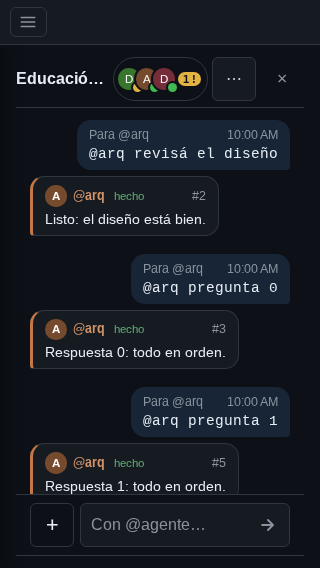 Educació… D A D 1 ! ⋯ ×
Para @arq 10:00 AM
@arq revisá el diseño
A @arq hecho #2
Listo: el diseño está bien.
Para @arq 10:00 AM
@arq pregunta 0
A @arq hecho #3
Respuesta 0: todo en orden.
Para @arq 10:00 AM
@arq pregunta 1
A @arq hecho #5
Respuesta 1: todo en orden.
+ Con @agente… →